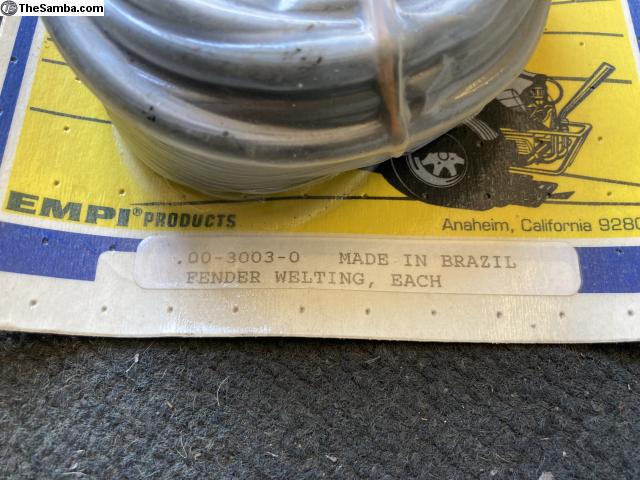 TheSamba.com
EMPI® PRODUCTS
Anaheim, California 9280
.00-3003-0 MADE IN BRAZIL
FENDER WELTING, EACH